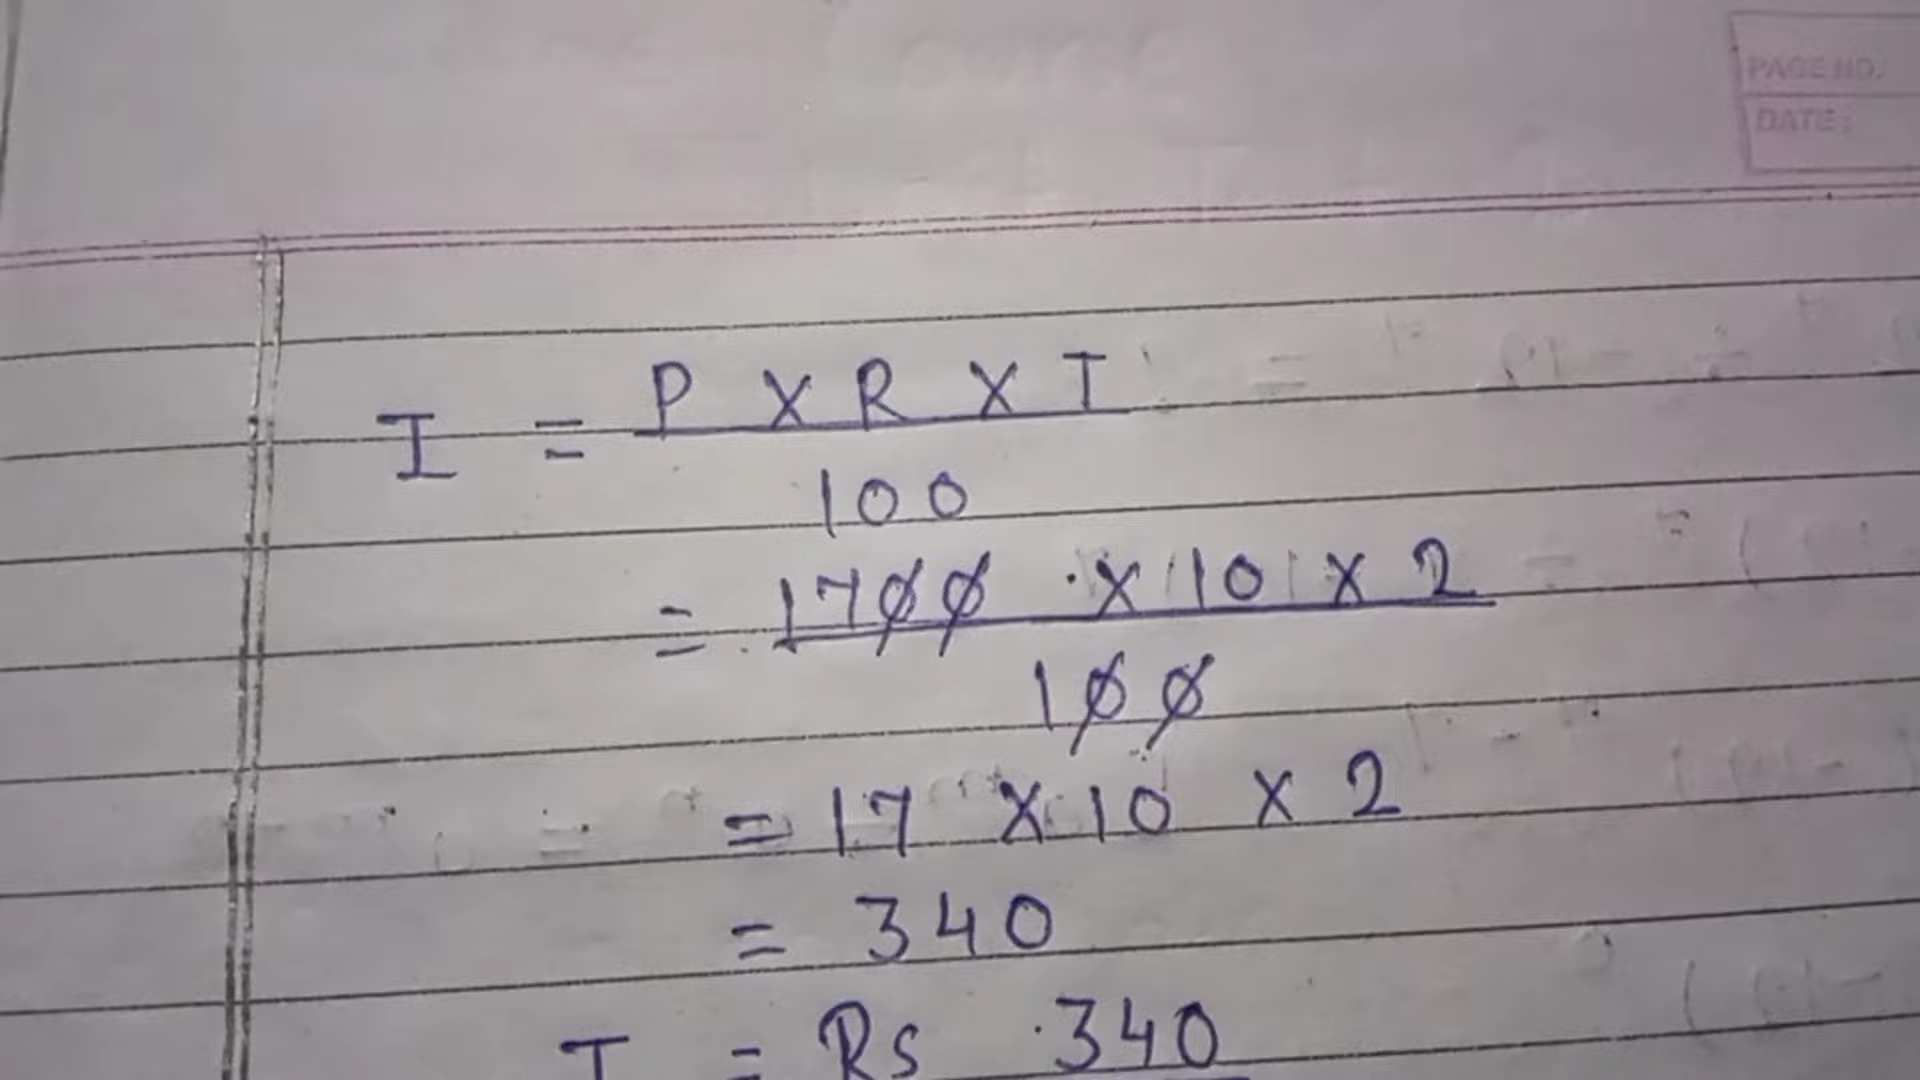 PAGE NO.:
DATE:
I = P X R X T
100
= 1700 X 10 X 2
100
= 17 X 10 X 2
= 340
I = Rs 340